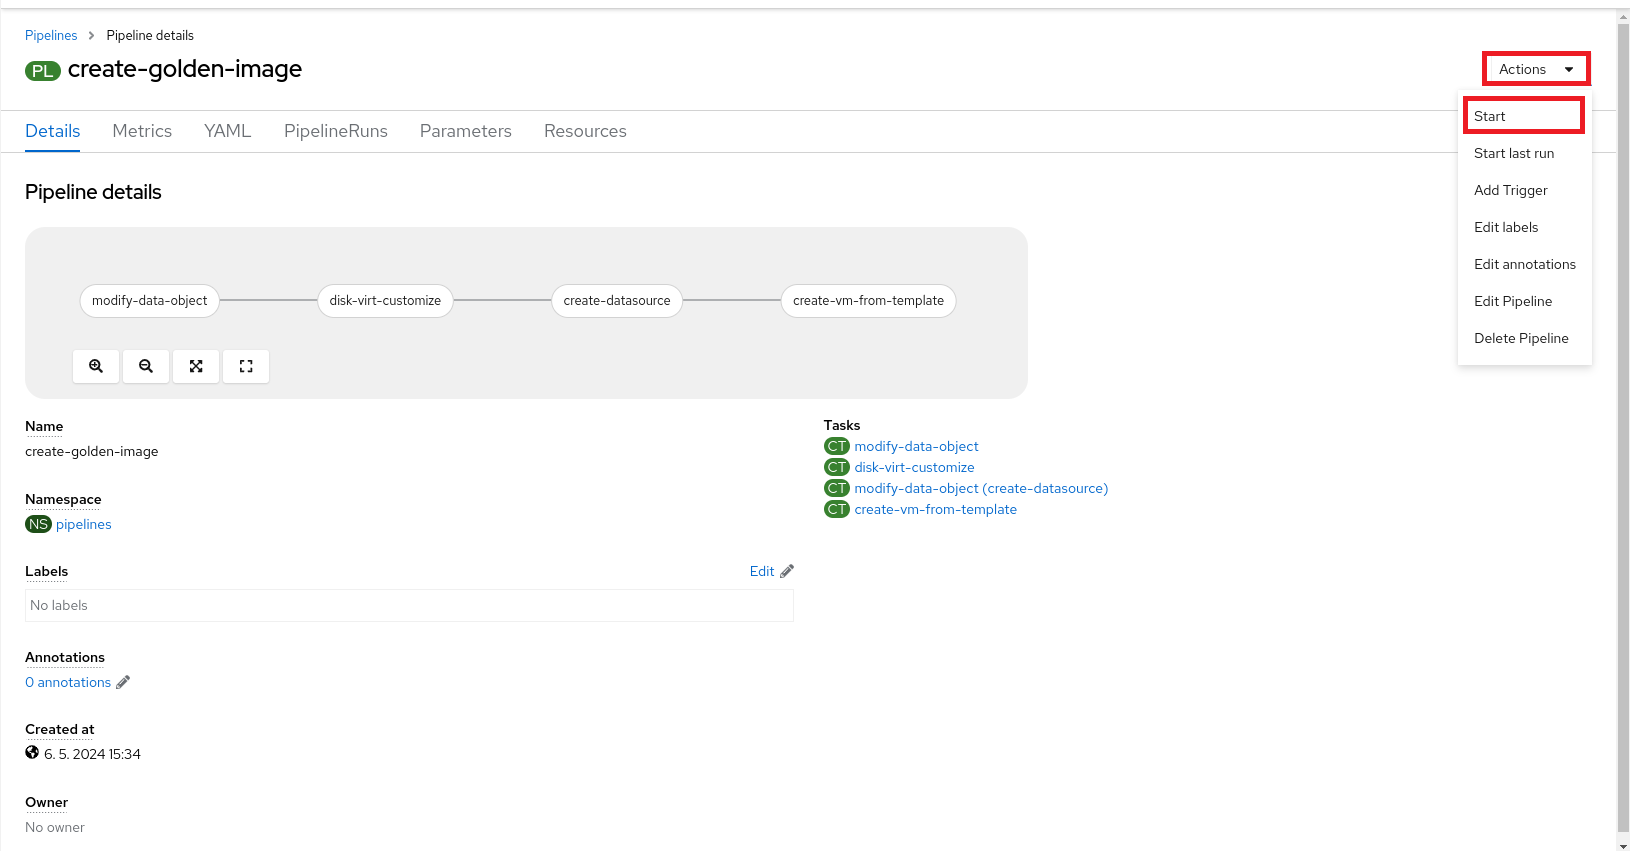 Pipelines > Pipeline details
PL create-golden-image
Actions
Start
Start last run
Add Trigger
Edit labels
Edit annotations
Edit Pipeline
Delete Pipeline
Details Metrics YAML PipelineRuns Parameters Resources
Pipeline details
modify-data-object disk-virt-customize create-datasource create-vm-from-template
Name
create-golden-image
Namespace
NS pipelines
Labels Edit
No labels
Annotations
0 annotations
Created at
6. 5. 2024 15:34
Owner
No owner
Tasks
CT modify-data-object
CT disk-virt-customize
CT modify-data-object (create-datasource)
CT create-vm-from-template